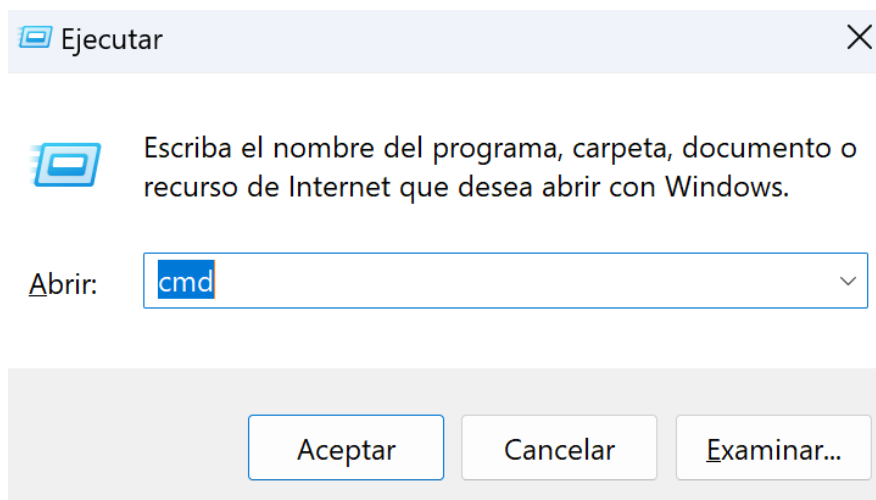 Ejecutar
Escriba el nombre del programa, carpeta, documento o
recurso de Internet que desea abrir con Windows.
Abrir: cmd
Aceptar Cancelar Examinar...